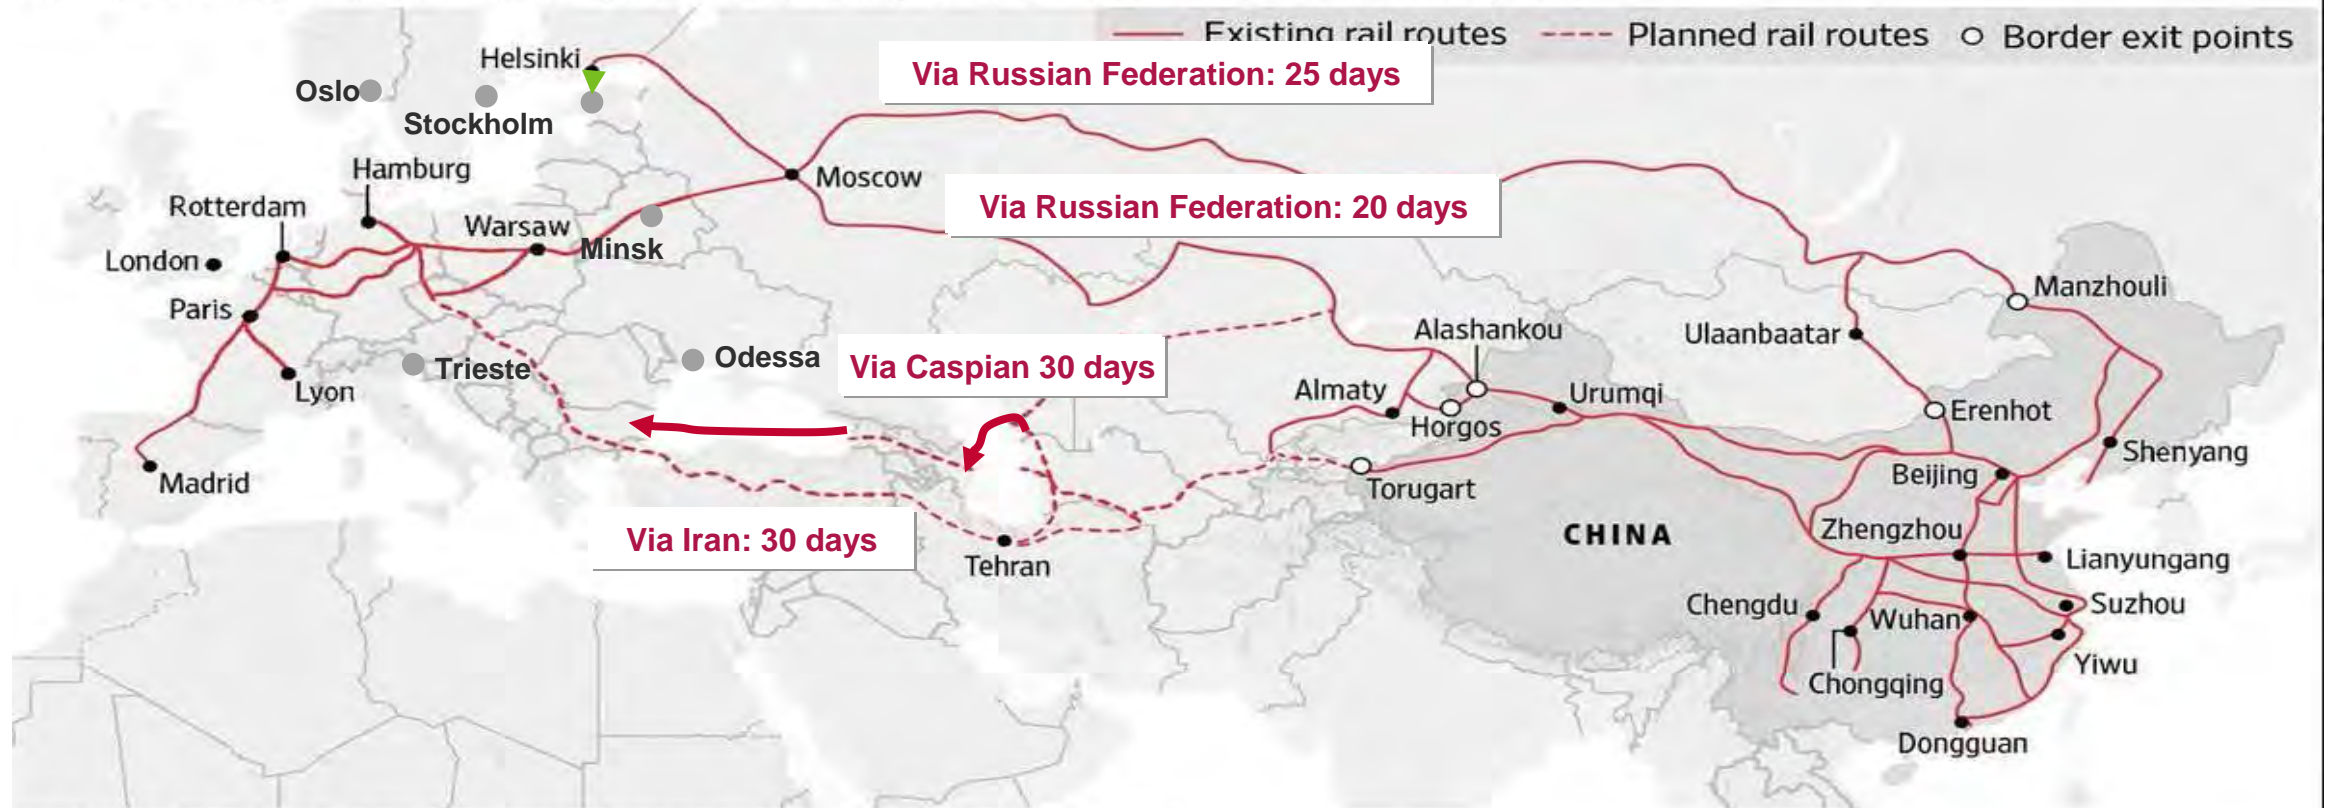 Existing rail routes
Planned rail routes
Border exit points
Helsinki
Via Russian Federation: 25 days
Oslo
Stockholm
Hamburg
Moscow
Rotterdam
Via Russian Federation: 20 days
Warsaw
Minsk
London
Manzhouli
Paris
Alashankou
Ulaanbaatar
Odessa
Via Caspian 30 days
Trieste
Lyon
Almaty
Urumqi
Horgos
Erenhot
Shenyang
Madrid
Beijing
Torugart
CHINA
Zhengzhou
Via Iran: 30 days
Tehran
Lianyungang
Chengdu
Wuhan
Suzhou
Yiwu
Chongqing
Dongguan